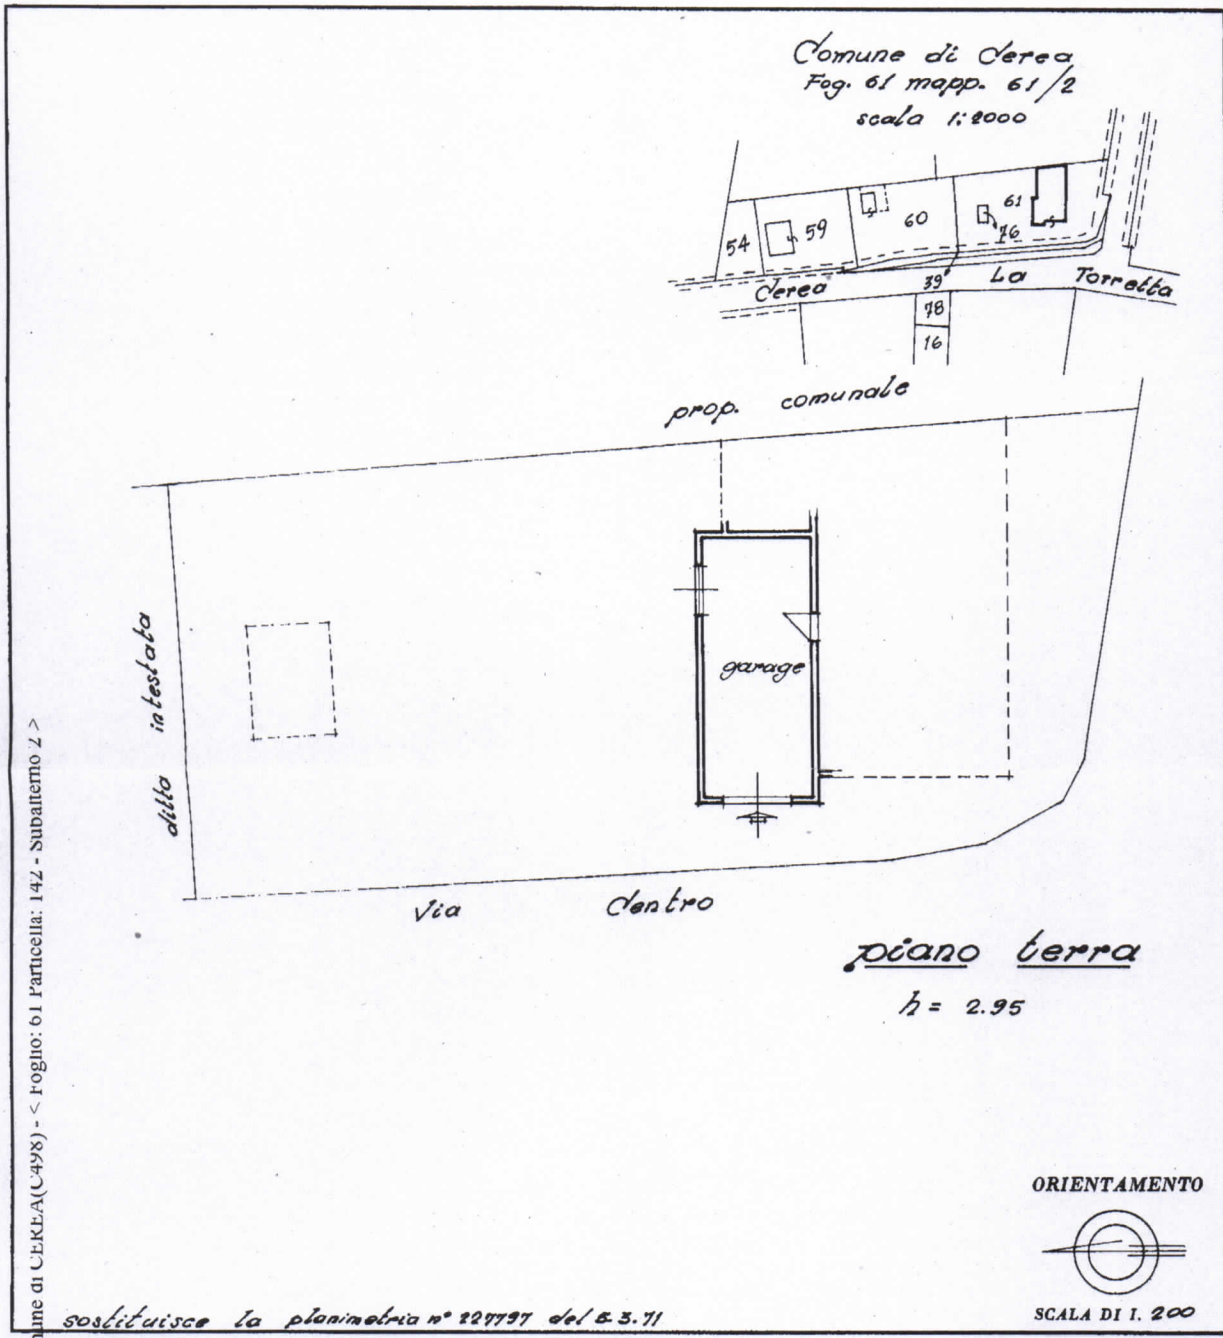 Comune di Cerea
Fog. 61 mapp. 61/2
scala 1:2000
54
59
60
61
76
Cerea
39
La Torretta
78
16
prop. comunale
ditta intestata
garage
Via Centro
piano terra
h = 2.95
ORIENTAMENTO
SCALA DI 1. 200
sostituisce la planimetria n° 227797 del 5.3.71
mune di CEREA(C498) - < Foglio: 61 Particella: 142 - Subalterno 2 >